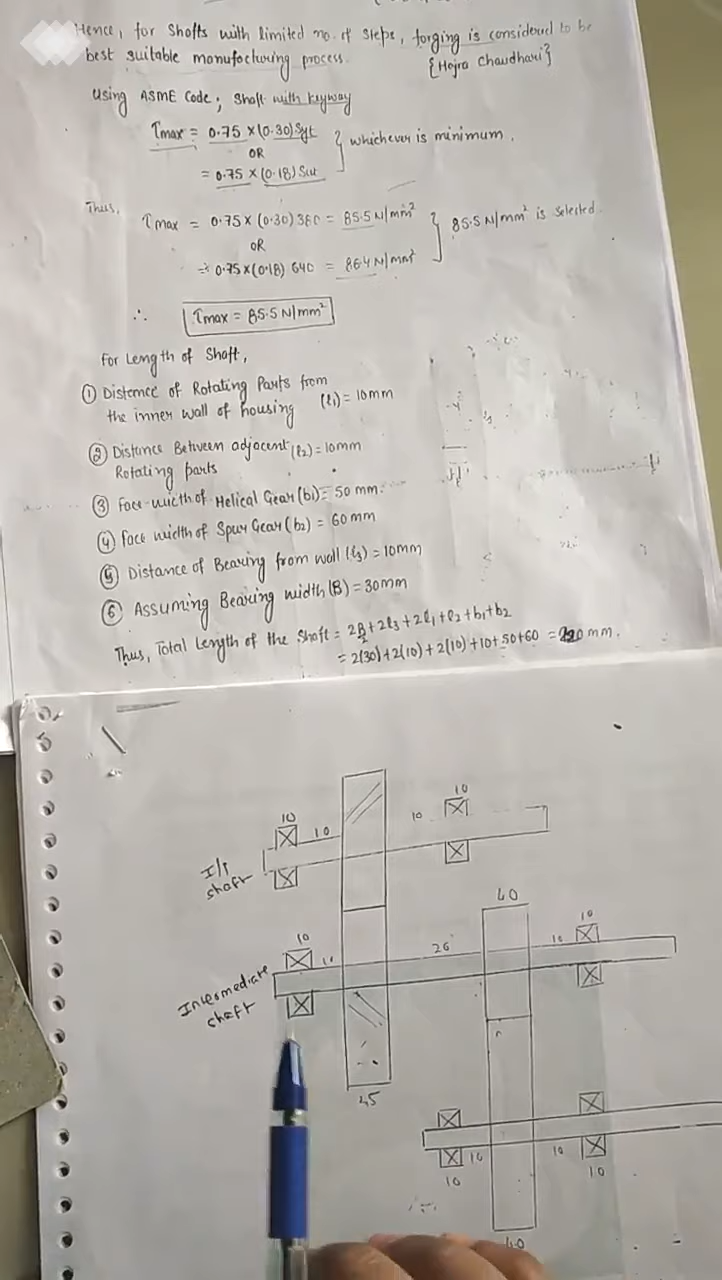 Hence, for Shafts with limited no. of steps, forging is considered to be
best suitable manufacturing process. {Hajra Chaudhari}
Using ASME Code; Shaft with keyway
τmax = 0.75 × (0.30) Syt
OR
= 0.75 × (0.18) Sut
} whichever is minimum.
Thus,
τmax = 0.75 × (0.30) 380 = 85.5 N/mm²
OR
= 0.75 × (0.18) 640 = 86.4 N/mm²
} 85.5 N/mm² is selected.
∴ τmax = 85.5 N/mm²
For Length of Shaft,
① Distance of Rotating Parts from
the inner wall of housing (l1) = 10mm
② Distance Between adjacent (l2) = 10mm
Rotating parts
③ Face-width of Helical Gear (b1) = 50 mm.
④ Face width of Spur Gear (b2) = 60 mm
⑤ Distance of Bearing from wall (l3) = 10mm
⑥ Assuming Bearing width (B) = 30mm
Thus, Total Length of the Shaft = 2B + 2l3 + 2l1 + l2 + b1 + b2
= 2(30) + 2(10) + 2(10) + 10 + 50 + 60 = 220 mm.
10
10
10
10
I/p
shaft
40
10
10
10
20
10
Intermediate
shaft
45
10
10
10
10
40